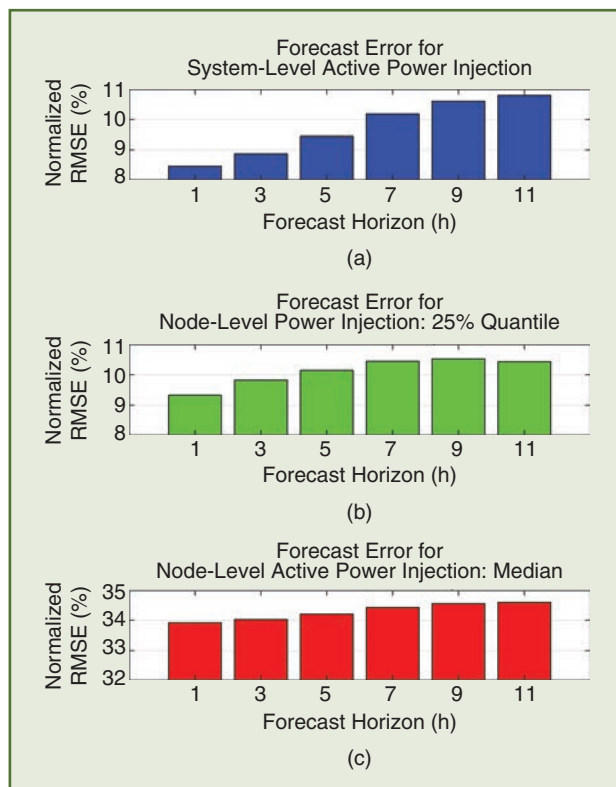 Forecast Error for
System-Level Active Power Injection
Normalized
RMSE (%)
11
10
9
8
1 3 5 7 9 11
Forecast Horizon (h)
(a)
Forecast Error for
Node-Level Power Injection: 25% Quantile
Normalized
RMSE (%)
11
10
9
8
1 3 5 7 9 11
Forecast Horizon (h)
(b)
Forecast Error for
Node-Level Active Power Injection: Median
Normalized
RMSE (%)
35
34
33
32
1 3 5 7 9 11
Forecast Horizon (h)
(c)